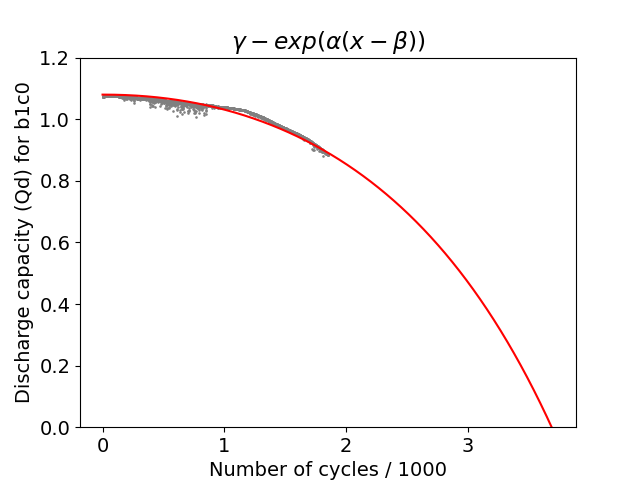 γ − exp(α(x − β))
1.2
1.0
0.8
0.6
0.4
0.2
0.0
Discharge capacity (Qd) for b1c0
0 1 2 3
Number of cycles / 1000